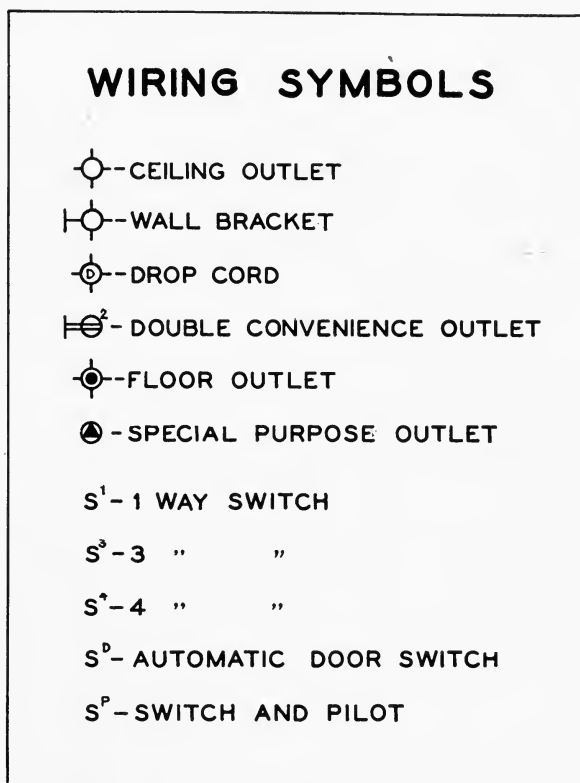 WIRING SYMBOLS
--CEILING OUTLET
--WALL BRACKET
D--DROP CORD
2- DOUBLE CONVENIENCE OUTLET
--FLOOR OUTLET
-SPECIAL PURPOSE OUTLET
S¹-1 WAY SWITCH
S³-3 " "
S⁴-4 " "
Sᴰ-AUTOMATIC DOOR SWITCH
Sᴾ-SWITCH AND PILOT